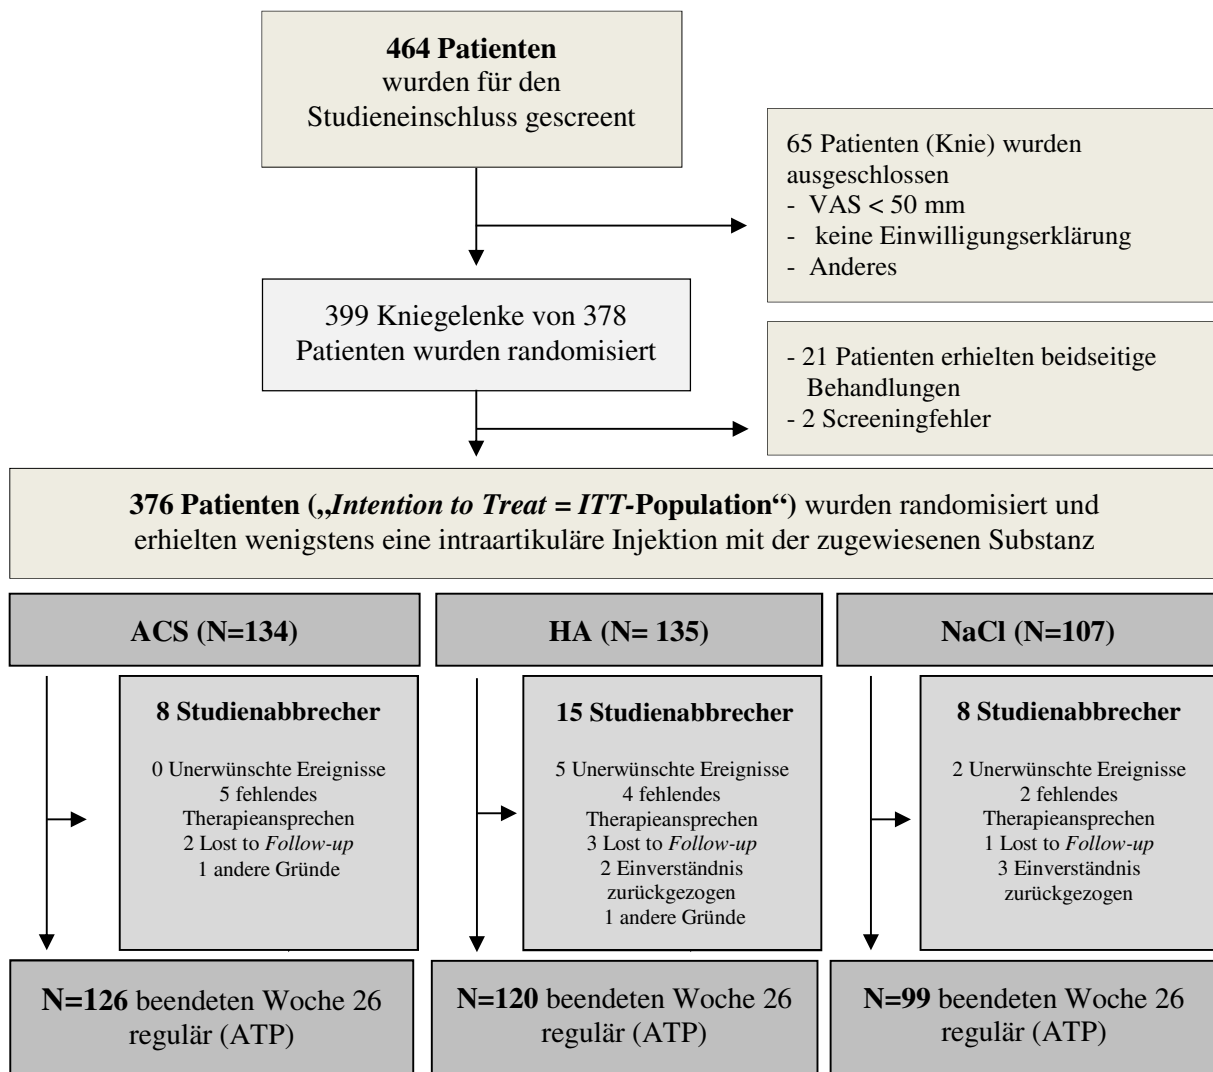 464 Patienten
wurden für den
Studieneinschluss gescreent
65 Patienten (Knie) wurden
ausgeschlossen
- VAS < 50 mm
- keine Einwilligungserklärung
- Anderes
399 Kniegelenke von 378
Patienten wurden randomisiert
- 21 Patienten erhielten beidseitige
Behandlungen
- 2 Screeningfehler
376 Patienten („Intention to Treat = ITT-Population“) wurden randomisiert und
erhielten wenigstens eine intraartikuläre Injektion mit der zugewiesenen Substanz
ACS (N=134)
8 Studienabbrecher
0 Unerwünschte Ereignisse
5 fehlendes
Therapieansprechen
2 Lost to Follow-up
1 andere Gründe
N=126 beendeten Woche 26
regulär (ATP)
HA (N= 135)
15 Studienabbrecher
5 Unerwünschte Ereignisse
4 fehlendes
Therapieansprechen
3 Lost to Follow-up
2 Einverständnis
zurückgezogen
1 andere Gründe
N=120 beendeten Woche 26
regulär (ATP)
NaCl (N=107)
8 Studienabbrecher
2 Unerwünschte Ereignisse
2 fehlendes
Therapieansprechen
1 Lost to Follow-up
3 Einverständnis
zurückgezogen
N=99 beendeten Woche 26
regulär (ATP)